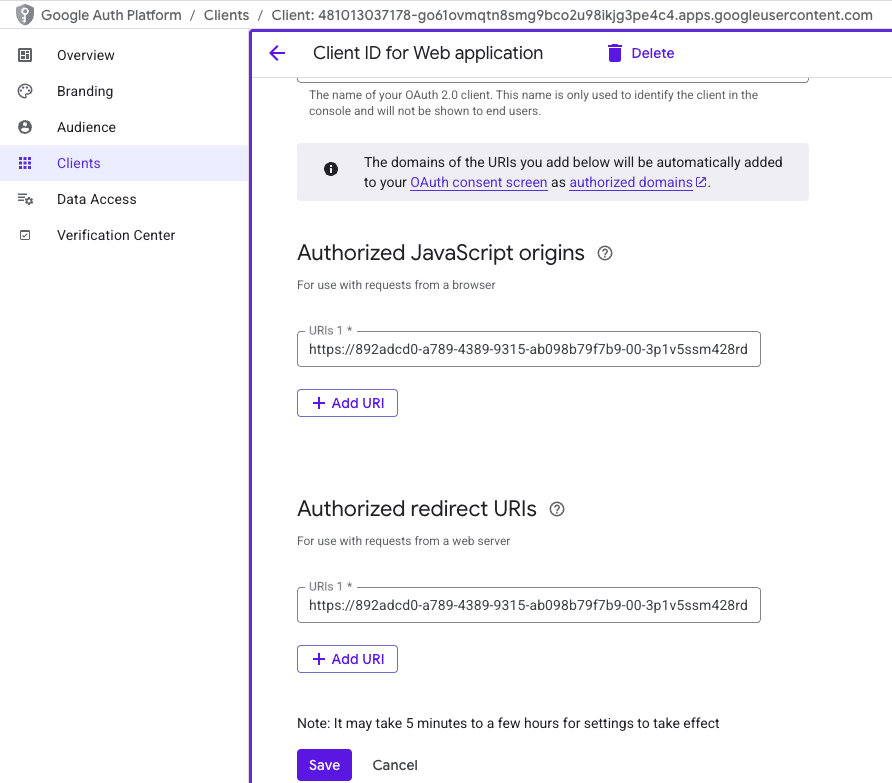 Google Auth Platform / Clients / Client: 481013037178-go61ovmqtn8smg9bco2u98ikjg3pe4c4.apps.googleusercontent.com
Overview
Branding
Audience
Clients
Data Access
Verification Center
Client ID for Web application
Delete
The name of your OAuth 2.0 client. This name is only used to identify the client in the
console and will not be shown to end users.
The domains of the URIs you add below will be automatically added
to your OAuth consent screen as authorized domains.
Authorized JavaScript origins
For use with requests from a browser
URIs 1 *
https://892adcd0-a789-4389-9315-ab098b79f7b9-00-3p1v5ssm428rd
Add URI
Authorized redirect URIs
For use with requests from a web server
URIs 1 *
https://892adcd0-a789-4389-9315-ab098b79f7b9-00-3p1v5ssm428rd
Add URI
Note: It may take 5 minutes to a few hours for settings to take effect
Save
Cancel